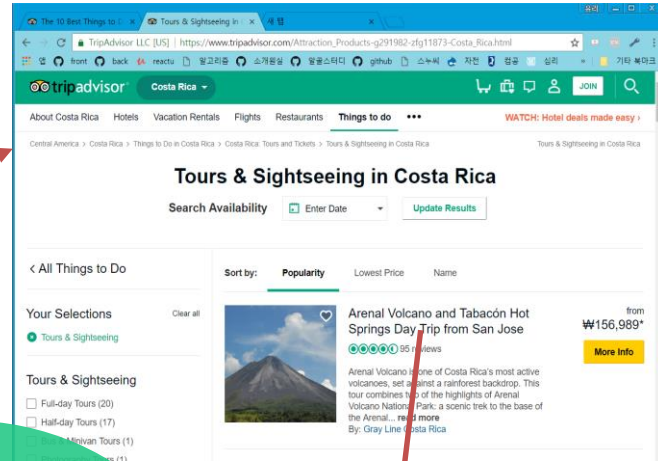 유리
The 10 Best Things to D
Tours & Sightseeing in
새 탭
TripAdvisor LLC [US] | https://www.tripadvisor.com/Attraction_Products-g291982-zfg11873-Costa_Rica.html
앱 front back reactu 알고리즘 소개원실 알골스터디 github 스누씨 자전 컴공 심리 » 기타 북마크
tripadvisor Costa Rica JOIN
About Costa Rica Hotels Vacation Rentals Flights Restaurants Things to do ••• WATCH: Hotel deals made easy ›
Central America > Costa Rica > Things to Do in Costa Rica > Costa Rica: Tours and Tickets > Tours & Sightseeing in Costa Rica Tours & Sightseeing in Costa Rica
Tours & Sightseeing in Costa Rica
Search Availability Enter Date Update Results
< All Things to Do
Sort by: Popularity Lowest Price Name
Your Selections Clear all
Tours & Sightseeing
Tours & Sightseeing
Full-day Tours (20)
Half-day Tours (17)
Bus & Minivan Tours (1)
Arenal Volcano and Tabacón Hot
Springs Day Trip from San Jose
95 reviews
Arenal Volcano is one of Costa Rica's most active
volcanoes, set against a rainforest backdrop. This
tour combines two of the highlights of Arenal
Volcano National Park: a scenic trek to the base of
the Arenal... read more
By: Gray Line Costa Rica
from
₩156,989*
More Info